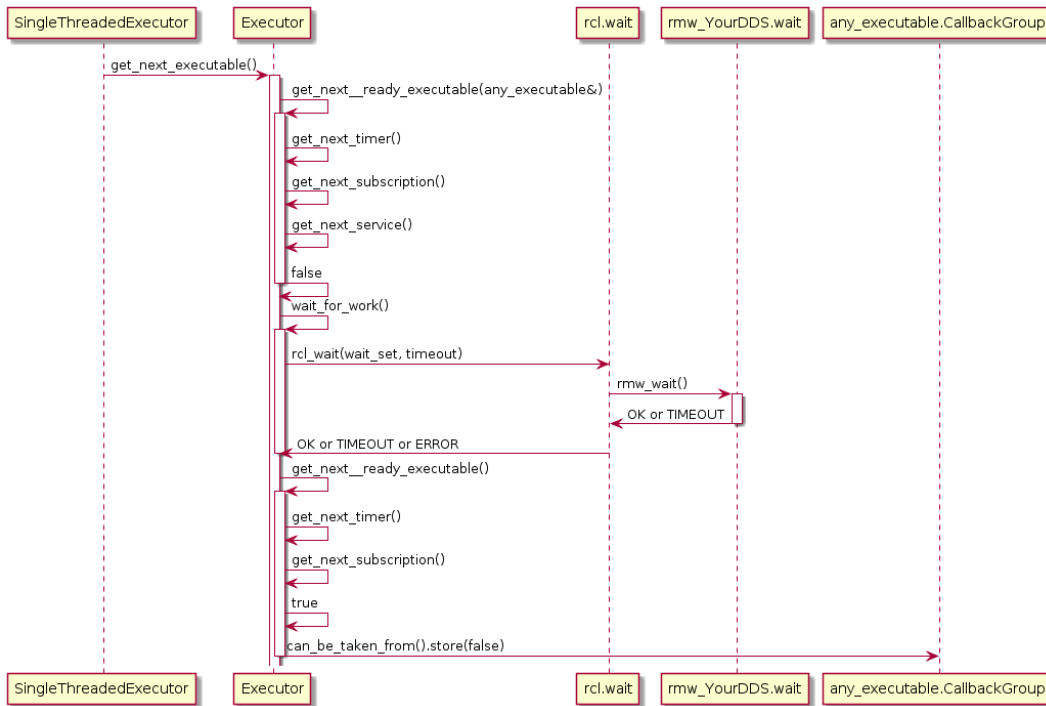 SingleThreadedExecutor Executor rcl.wait rmw_YourDDS.wait any_executable.CallbackGroup
get_next_executable()
get_next__ready_executable(any_executable&)
get_next_timer()
get_next_subscription()
get_next_service()
false
wait_for_work()
rcl_wait(wait_set, timeout)
rmw_wait()
OK or TIMEOUT
OK or TIMEOUT or ERROR
get_next__ready_executable()
get_next_timer()
get_next_subscription()
true
can_be_taken_from().store(false)
SingleThreadedExecutor Executor rcl.wait rmw_YourDDS.wait any_executable.CallbackGroup